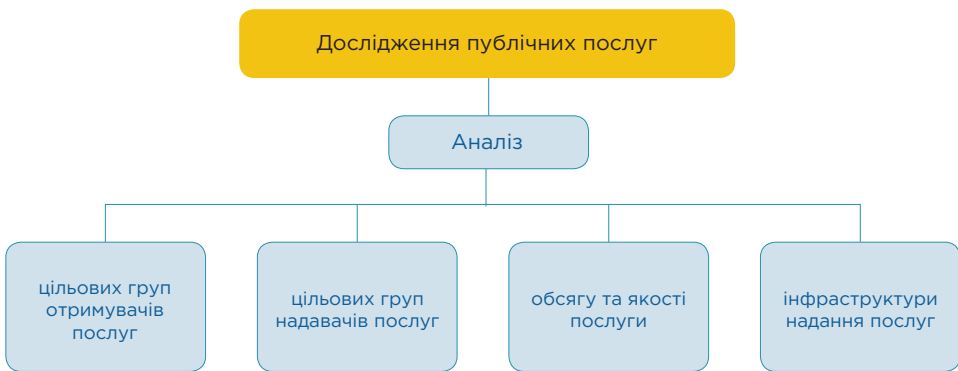 Дослідження публічних послуг
Аналіз
цільових груп
отримувачів
послуг
цільових груп
надавачів послуг
обсягу та якості
послуги
інфраструктури
надання послуг